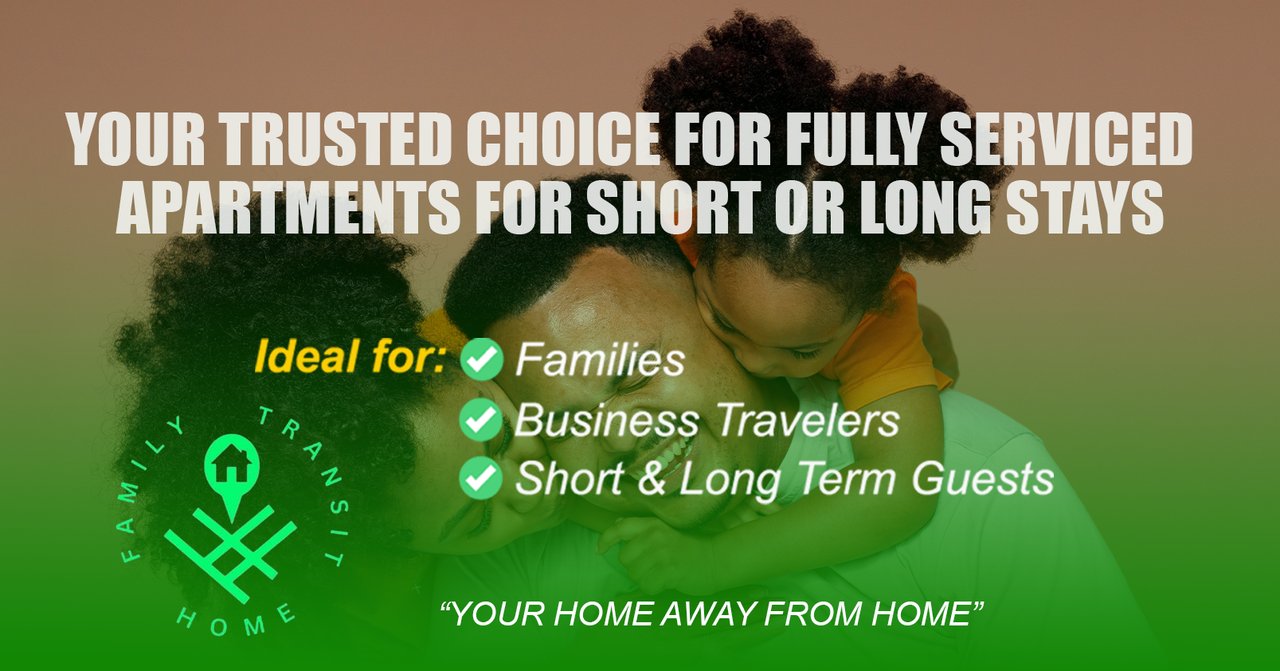 YOUR TRUSTED CHOICE FOR FULLY SERVICED
APARTMENTS FOR SHORT OR LONG STAYS
Ideal for: Families
Business Travelers
Short & Long Term Guests
FAMILY TRANSIT HOME
“YOUR HOME AWAY FROM HOME”